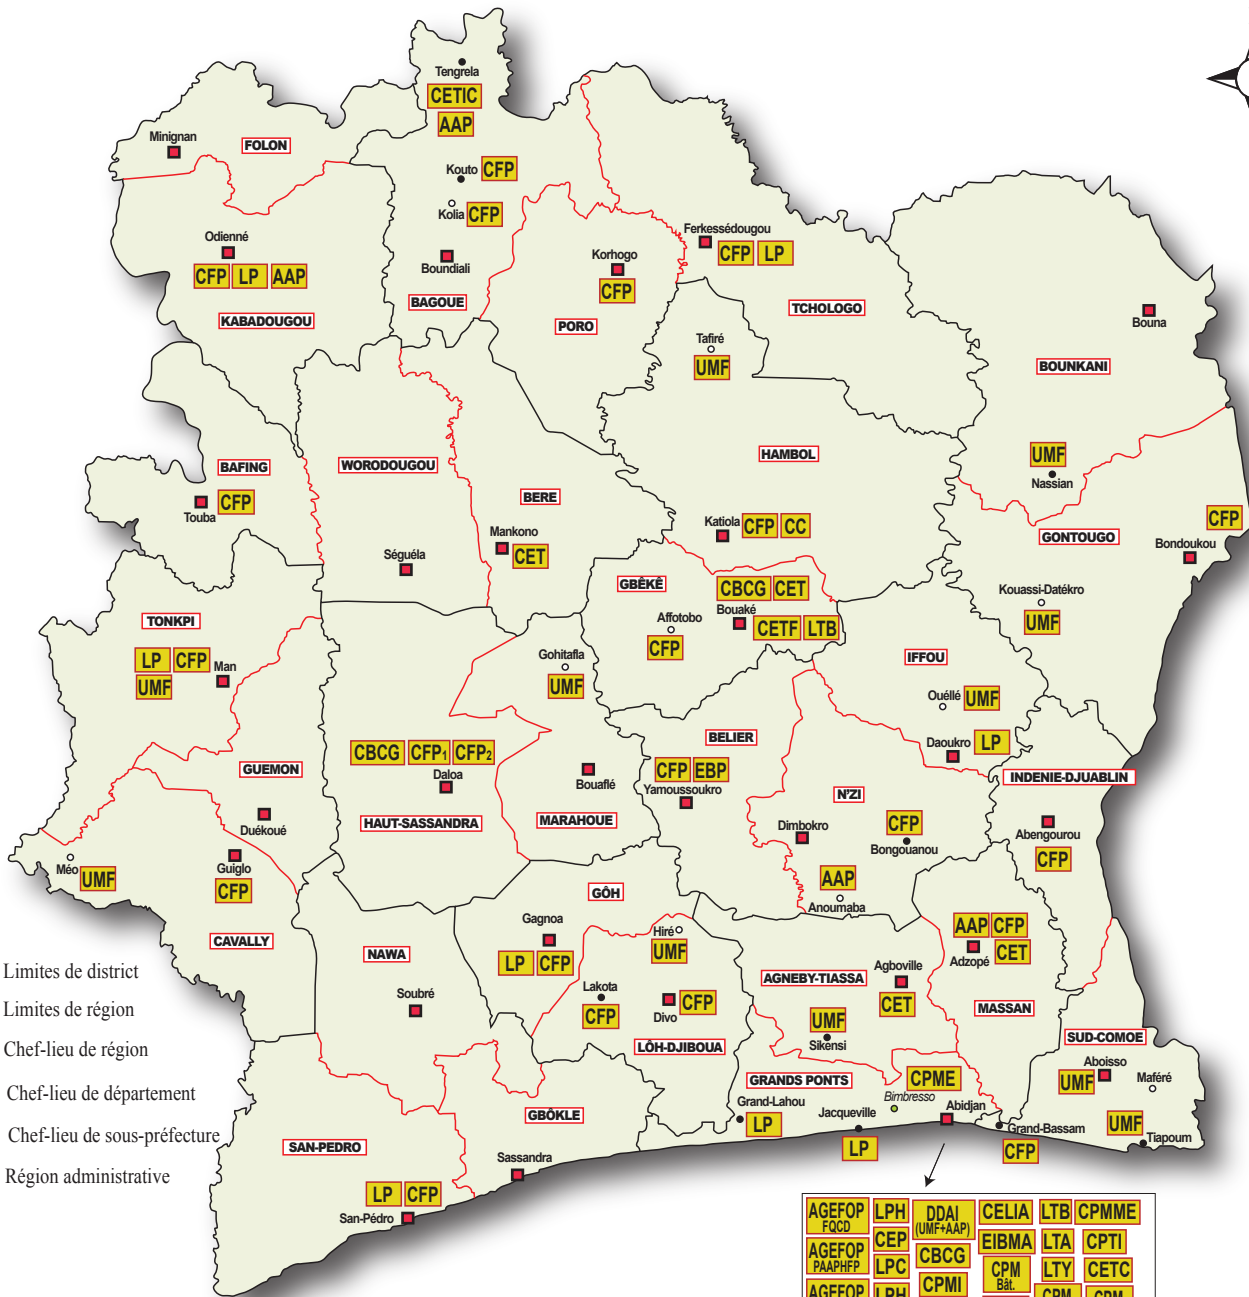 Tengrela
CETIC
AAP
Minignan
FOLON
Kouto CFP
Kolia CFP
Odienné
CFP LP AAP
KABADOUGOU
Boundiali
BAGOUE
Korhogo
CFP
PORO
Ferkessédougou
CFP LP
TCHOLOGO
Tafiré
UMF
Bouna
BOUNKANI
BAFING
Touba CFP
WORODOUGOU
Séguéla
BERE
Mankono
CET
HAMBOL
Katiola CFP CC
UMF
Nassian
GONTOUGO
CFP
Bondoukou
Kouassi-Datékro
UMF
GBÊKÊ
Affotobo
CFP
CBCG CET
Bouaké
CETF LTB
TONKPI
LP CFP
UMF
Man
Gohitafla
UMF
IFFOU
Ouéllé UMF
Daoukro LP
GUEMON
Duékoué
CBCG CFP1 CFP2
Daloa
HAUT-SASSANDRA
Bouaflé
MARAHOUE
BELIER
CFP EBP
Yamoussoukro
N'ZI
Dimbokro
CFP
Bongouanou
AAP
Anoumaba
INDENIE-DJUABLIN
Abengourou
CFP
Méo UMF
Guiglo
CFP
CAVALLY
NAWA
Soubré
GÔH
Gagnoa
LP CFP
Hiré
UMF
Lakota
CFP
Divo CFP
LÔH-DJIBOUA
AGNEBY-TIASSA
Agboville
CET
UMF
Sikensi
AAP CFP
Adzopé CET
MASSAN
SUD-COMOE
Aboisso
UMF
Maféré
UMF
Tiapoum
GRANDS PONTS
CPME
Bimbresso
Grand-Lahou
LP
Jacqueville
LP
Abidjan
Grand-Bassam
CFP
GBÔKLE
Sassandra
SAN-PEDRO
LP CFP
San-Pédro
Limites de district
Limites de région
Chef-lieu de région
Chef-lieu de département
Chef-lieu de sous-préfecture
Région administrative
AGEFOP FQCD
LPH
DDAI (UMF+AAP)
CELIA
LTB
CPMME
AGEFOP PAAPHFP
CEP
LPC
CBCG
EIBMA
LTA
CPTI
CPM Bât.
LTY
CETC
AGEFOP
LPH
CPMI
CPM
CPM